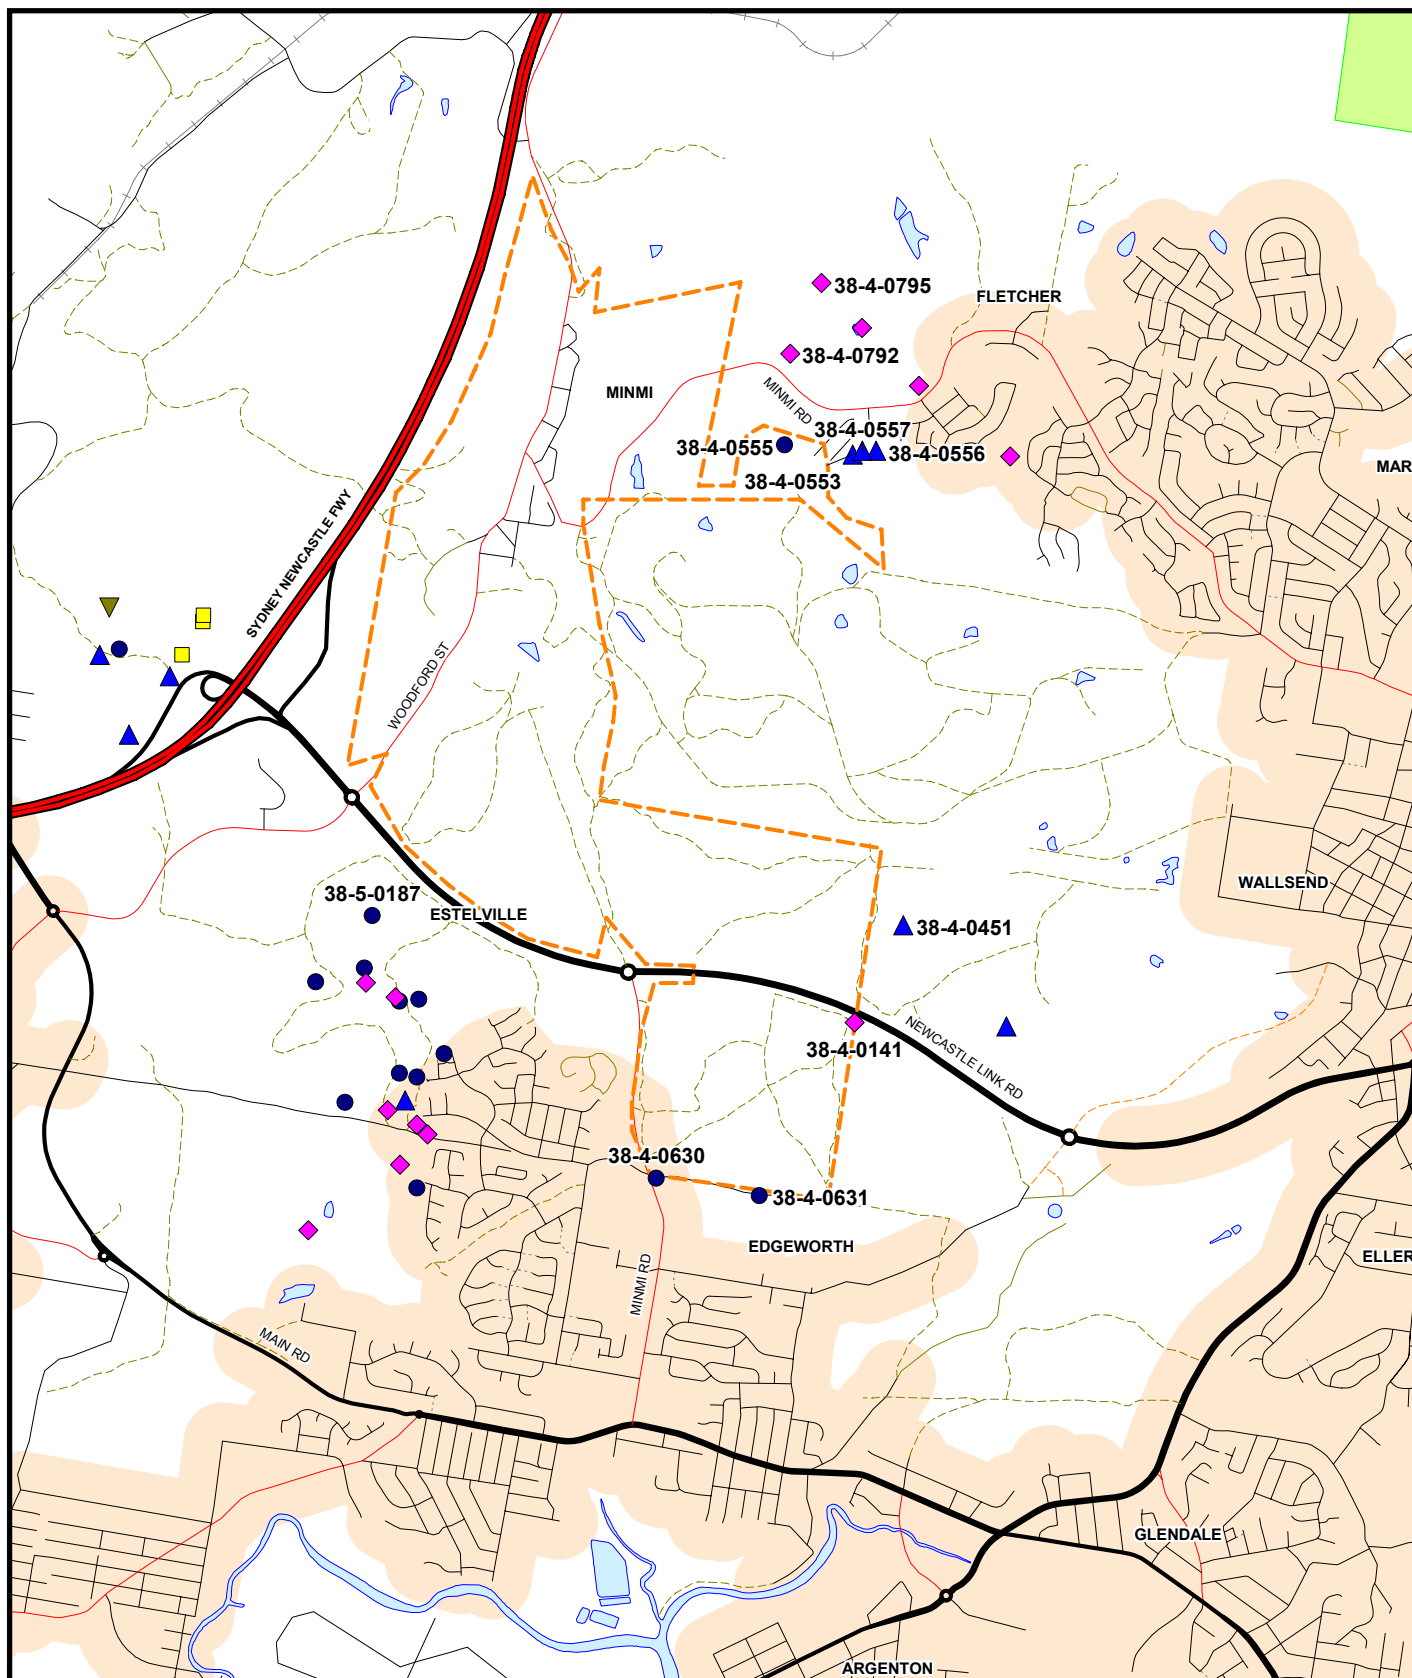 38-4-0795
FLETCHER
38-4-0792
MINMI
MINMI RD
38-4-0557
38-4-0555
38-4-0556
MAR
38-4-0553
SYDNEY NEWCASTLE FWY
WOODFORD ST
WALLSEND
38-5-0187
ESTELVILLE
38-4-0451
NEWCASTLE LINK RD
38-4-0141
38-4-0630
38-4-0631
EDGEWORTH
ELLER
MINMI RD
MAIN RD
GLENDALE
ARGENTON